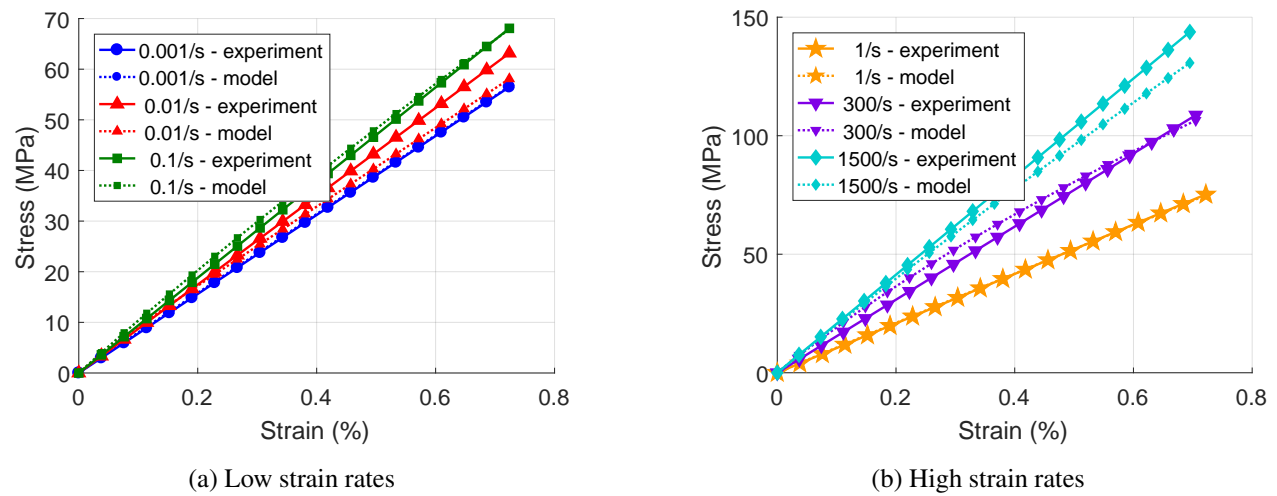 70
60
50
40
30
20
10
0
Stress (MPa)
0.001/s - experiment
0.001/s - model
0.01/s - experiment
0.01/s - model
0.1/s - experiment
0.1/s - model
0 0.2 0.4 0.6 0.8
Strain (%)
(a) Low strain rates
150
100
50
0
Stress (MPa)
1/s - experiment
1/s - model
300/s - experiment
300/s - model
1500/s - experiment
1500/s - model
0 0.2 0.4 0.6 0.8
Strain (%)
(b) High strain rates